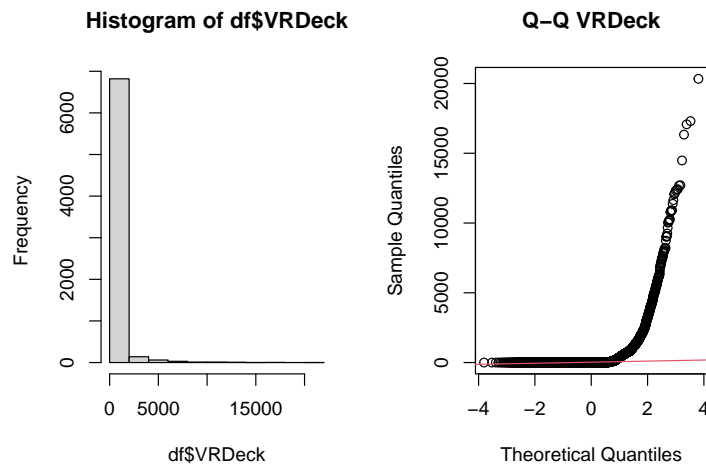 Histogram of df$VRDeck
Frequency
0
2000
4000
6000
0
5000
15000
df$VRDeck
Q−Q VRDeck
Sample Quantiles
0
5000
10000
15000
20000
−4
−2
0
2
4
Theoretical Quantiles